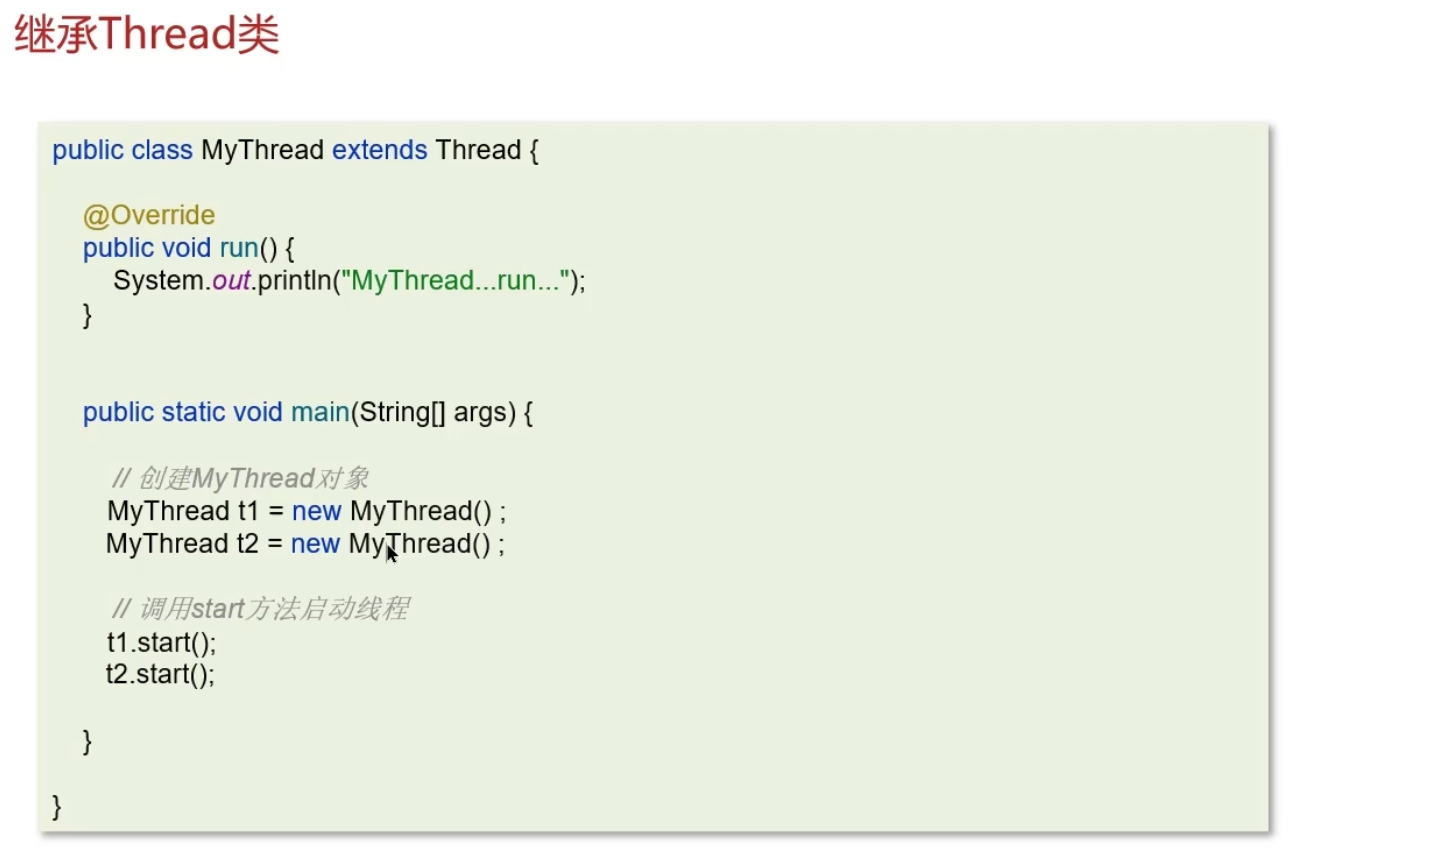 继承Thread类
public class MyThread extends Thread {
@Override
public void run() {
System.out.println("MyThread...run...");
}
public static void main(String[] args) {
// 创建MyThread对象
MyThread t1 = new MyThread() ;
MyThread t2 = new MyThread() ;
// 调用start方法启动线程
t1.start();
t2.start();
}
}